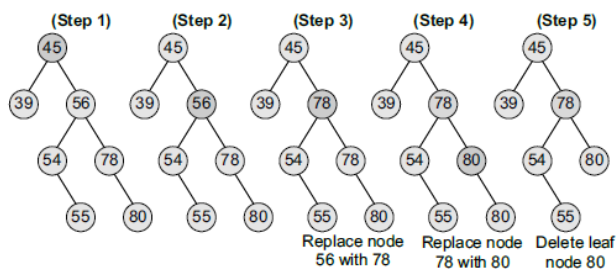 (Step 1) (Step 2) (Step 3) (Step 4) (Step 5)
45 45 45 45 45
39 56 39 56 39 78 39 78 39 78
54 78 54 78 54 78 54 80 54 80
55 80 55 80 55 80 55 80 55
Replace node Replace node Delete leaf
56 with 78 78 with 80 node 80